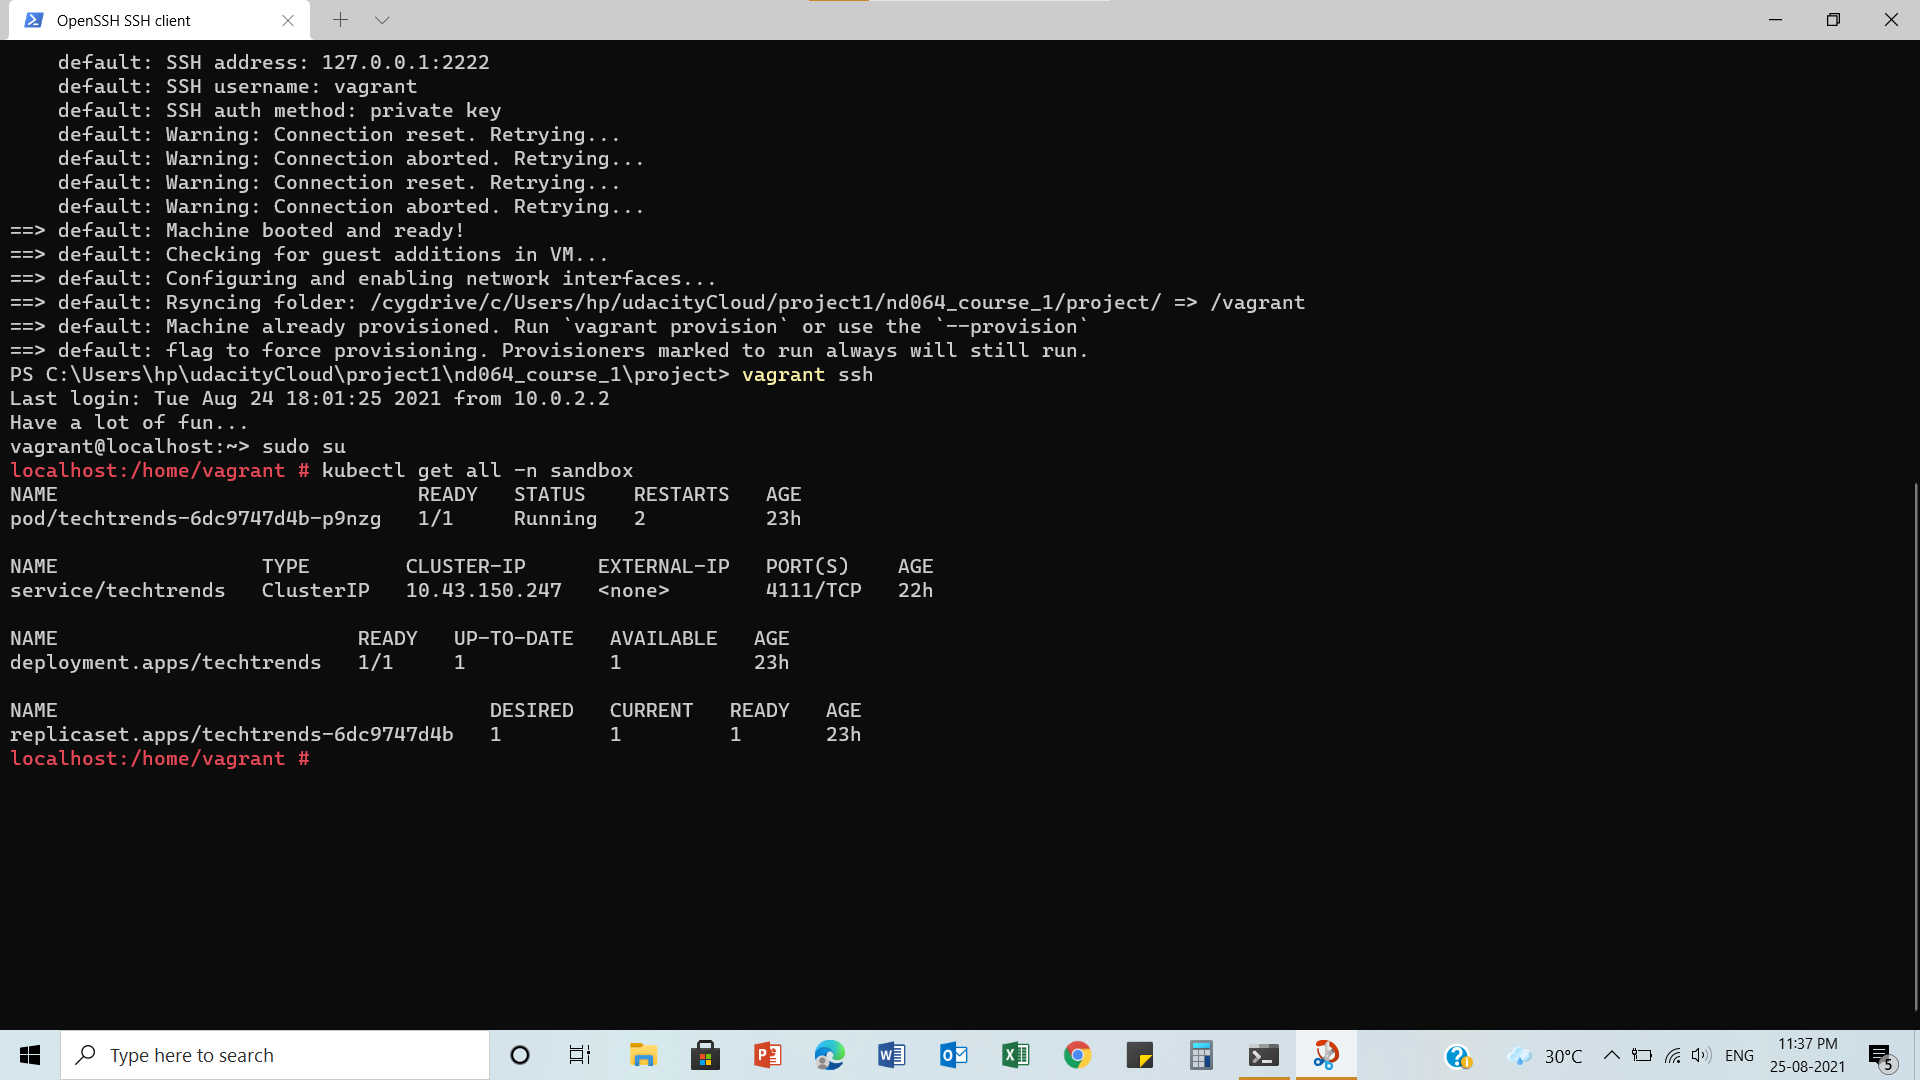 OpenSSH SSH client
default: SSH address: 127.0.0.1:2222
default: SSH username: vagrant
default: SSH auth method: private key
default: Warning: Connection reset. Retrying...
default: Warning: Connection aborted. Retrying...
default: Warning: Connection reset. Retrying...
default: Warning: Connection aborted. Retrying...
==> default: Machine booted and ready!
==> default: Checking for guest additions in VM...
==> default: Configuring and enabling network interfaces...
==> default: Rsyncing folder: /cygdrive/c/Users/hp/udacityCloud/project1/nd064_course_1/project/ => /vagrant
==> default: Machine already provisioned. Run `vagrant provision` or use the `--provision`
==> default: flag to force provisioning. Provisioners marked to run always will still run.
PS C:\Users\hp\udacityCloud\project1\nd064_course_1\project> vagrant ssh
Last login: Tue Aug 24 18:01:25 2021 from 10.0.2.2
Have a lot of fun...
vagrant@localhost:~> sudo su
localhost:/home/vagrant # kubectl get all -n sandbox
NAME READY STATUS RESTARTS AGE
pod/techtrends-6dc9747d4b-p9nzg 1/1 Running 2 23h
NAME TYPE CLUSTER-IP EXTERNAL-IP PORT(S) AGE
service/techtrends ClusterIP 10.43.150.247 <none> 4111/TCP 22h
NAME READY UP-TO-DATE AVAILABLE AGE
deployment.apps/techtrends 1/1 1 1 23h
NAME DESIRED CURRENT READY AGE
replicaset.apps/techtrends-6dc9747d4b 1 1 1 23h
localhost:/home/vagrant #
Type here to search
30°C
ENG
11:37 PM
25-08-2021
5